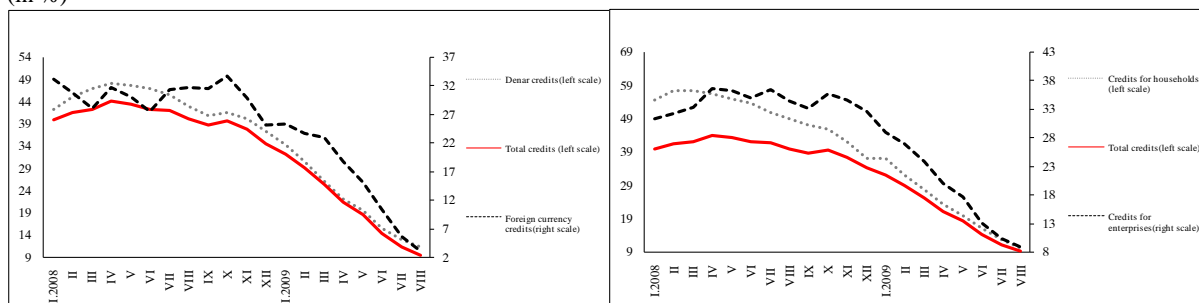 (in %)
54
49
44
39
34
29
24
19
14
9
37
32
27
22
17
12
7
2
Denar credits (left scale)
Total credits (left scale)
Foreign currency
credits (right scale)
I.2008
II
III
IV
V
VI
VII
VIII
IX
X
XI
XII
I.2009
II
III
IV
V
VI
VII
VIII
69
59
49
39
29
19
9
43
38
33
28
23
18
13
8
Credits for households
(left scale)
Total credits (left scale)
Credits for
enterprises (right scale)
I.2008
II
III
IV
V
VI
VII
VIII
IX
X
XI
XII
I.2009
II
III
IV
V
VI
VII
VIII